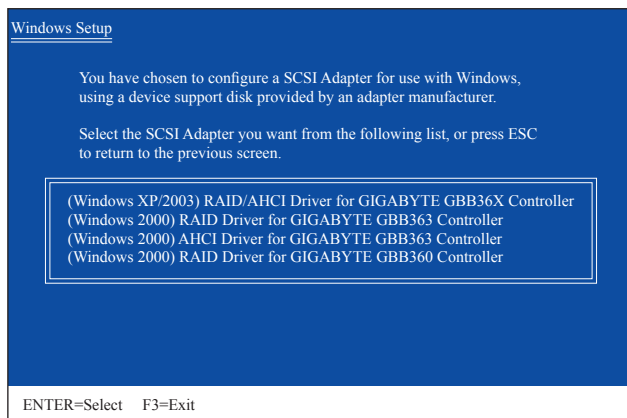 Windows Setup
You have chosen to configure a SCSI Adapter for use with Windows,
using a device support disk provided by an adapter manufacturer.
Select the SCSI Adapter you want from the following list, or press ESC
to return to the previous screen.
(Windows XP/2003) RAID/AHCI Driver for GIGABYTE GBB36X Controller
(Windows 2000) RAID Driver for GIGABYTE GBB363 Controller
(Windows 2000) AHCI Driver for GIGABYTE GBB363 Controller
(Windows 2000) RAID Driver for GIGABYTE GBB360 Controller
ENTER=Select F3=Exit